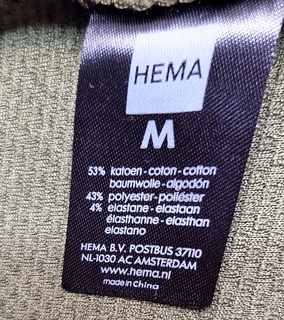 HEMA
M
53% katoen-coton-cotton
baumwolle-algodón
43% polyester-poliéster
4% elastane-elastaan
élasthanne-elasthan
elastano
HEMA B.V. POSTBUS 37110
NL-1030 AC AMSTERDAM
www.hema.nl
made in China